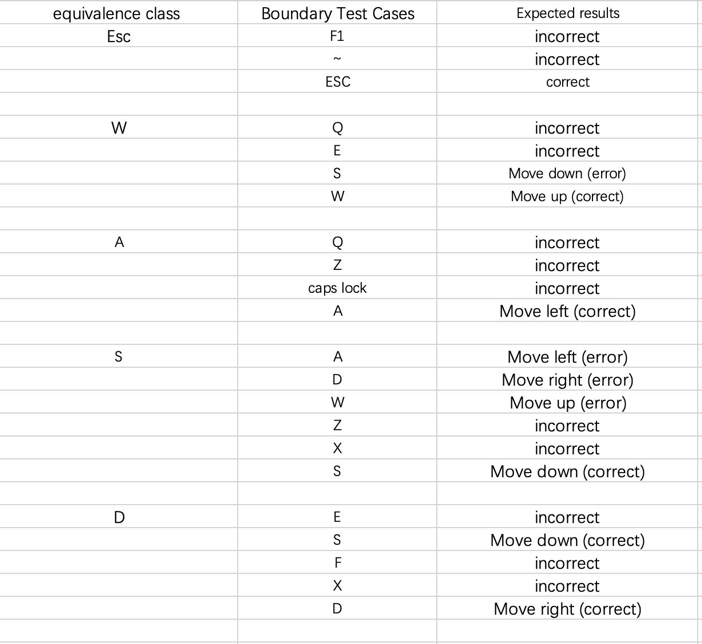 equivalence class Boundary Test Cases Expected results
Esc F1 incorrect
~ incorrect
ESC correct
W Q incorrect
E incorrect
S Move down (error)
W Move up (correct)
A Q incorrect
Z incorrect
caps lock incorrect
A Move left (correct)
S A Move left (error)
D Move right (error)
W Move up (error)
Z incorrect
X incorrect
S Move down (correct)
D E incorrect
S Move down (correct)
F incorrect
X incorrect
D Move right (correct)